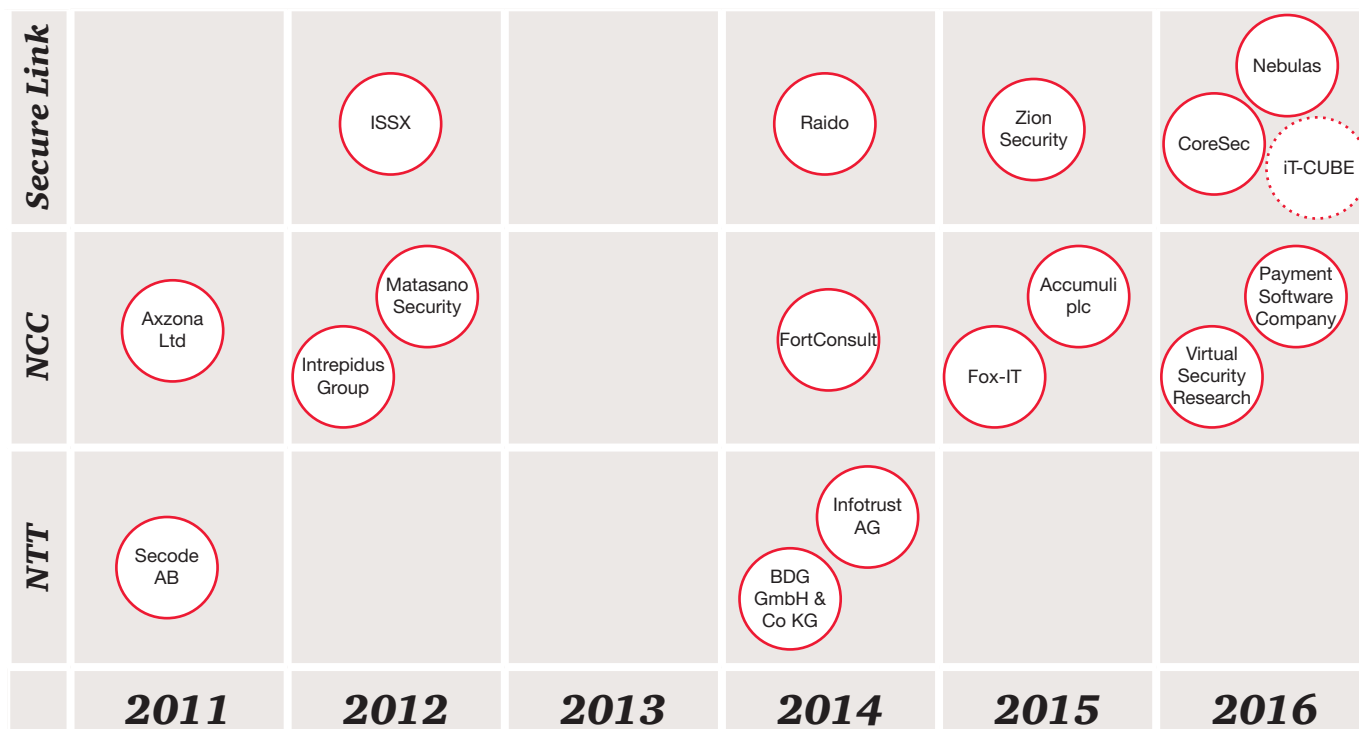 Secure Link
ISSX
Raido
Zion
Security
Nebulas
CoreSec
iT-CUBE
NCC
Axzona
Ltd
Matasano
Security
Intrepidus
Group
FortConsult
Accumuli
plc
Fox-IT
Payment
Software
Company
Virtual
Security
Research
NTT
Secode
AB
Infotrust
AG
BDG
GmbH &
Co KG
2011
2012
2013
2014
2015
2016